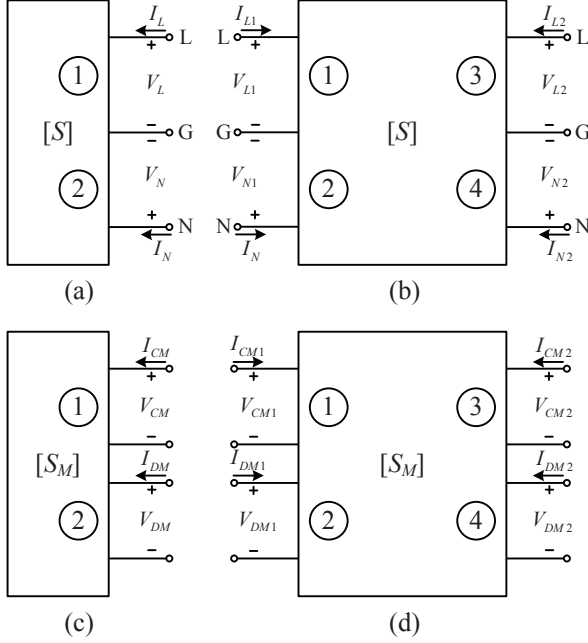 I_L I_L1 I_L2
+ L L + + L
1 V_L V_L1 1 3 V_L2
[S] − − G G − − [S] − − G
2 V_N V_N1 2 4 V_N2
+ N N + + N
I_N I_N I_N2
(a) (b)
I_CM I_CM1 I_CM2
+ + +
1 V_CM V_CM1 1 3 V_CM2
− − −
[S_M] I_DM I_DM1 [S_M] I_DM2
+ + +
2 V_DM V_DM1 2 4 V_DM2
− − −
(c) (d)